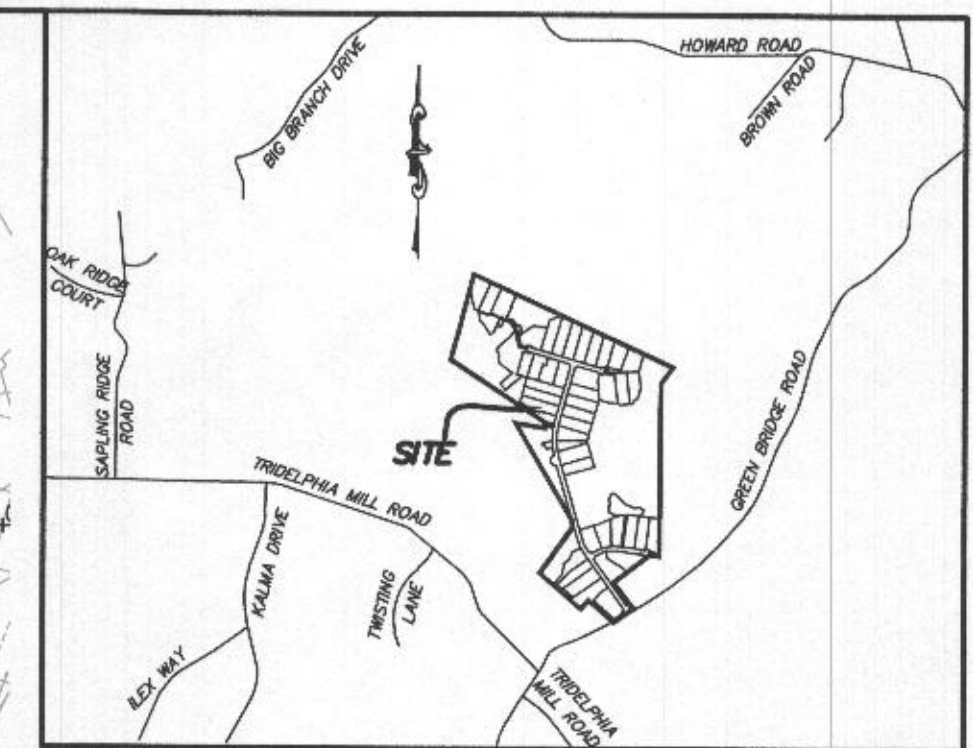 HOWARD ROAD
BIG BRANCH DRIVE
BROWN ROAD
OAK RIDGE
COURT
SAPLING RIDGE
ROAD
GREEN BRIDGE ROAD
SITE
TRIDELPHIA MILL ROAD
KALMA DRIVE
TWISTING
LANE
ILEX WAY
TRIDELPHIA
MILL ROAD